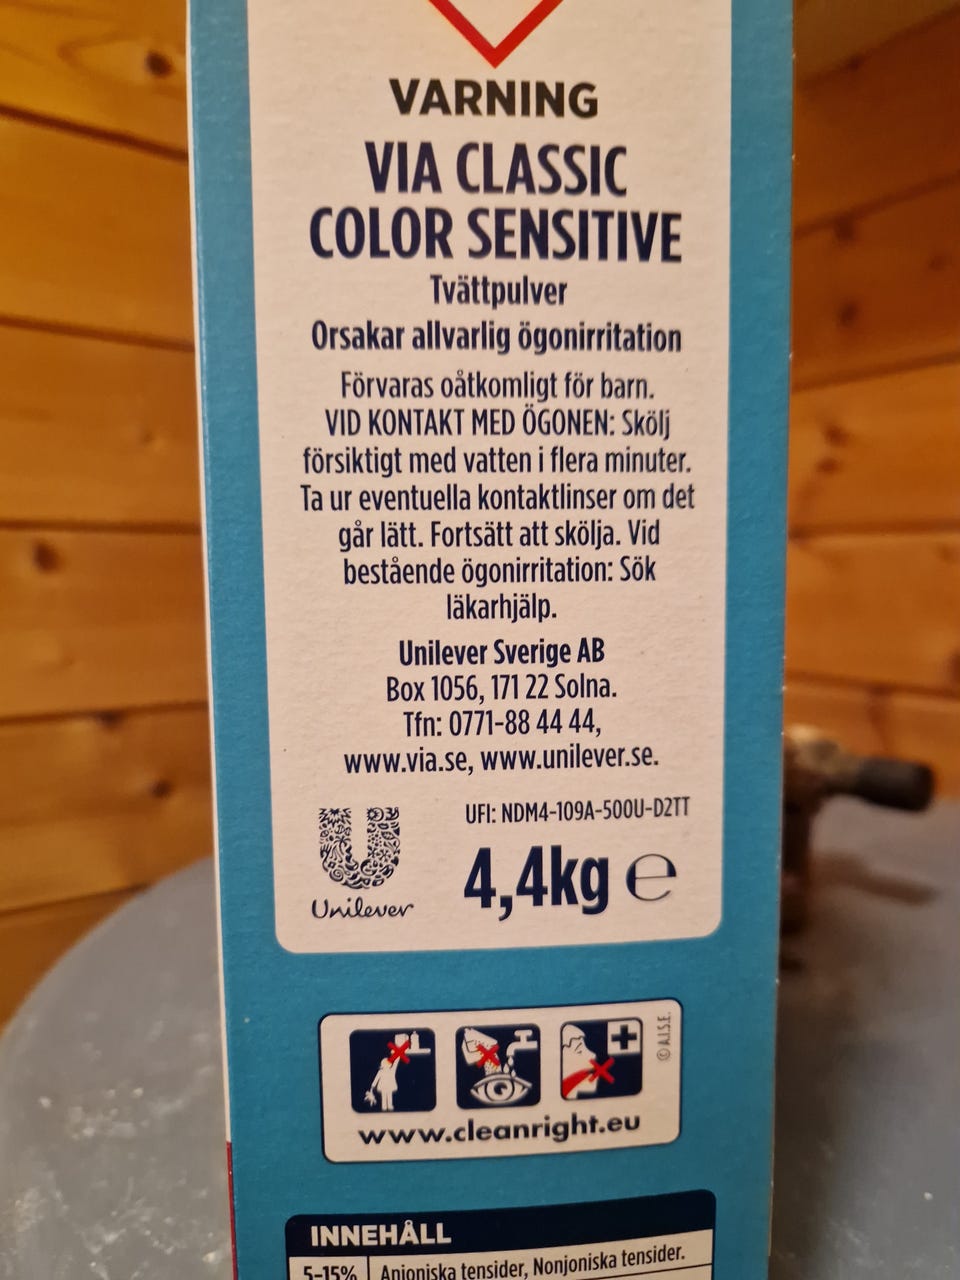 VARNING
VIA CLASSIC
COLOR SENSITIVE
Tvättpulver
Orsakar allvarlig ögonirritation
Förvaras oåtkomligt för barn.
VID KONTAKT MED ÖGONEN: Skölj
försiktigt med vatten i flera minuter.
Ta ur eventuella kontaktlinser om det
går lätt. Fortsätt att skölja. Vid
bestående ögonirritation: Sök
läkarhjälp.
Unilever Sverige AB
Box 1056, 171 22 Solna.
Tfn: 0771-88 44 44,
www.via.se, www.unilever.se.
UFI: NDM4-109A-500U-D2TT
Unilever
4,4kg ℮
© A.I.S.E.
www.cleanright.eu
INNEHÅLL
5-15% Anjoniska tensider, Nonjoniska tensider.